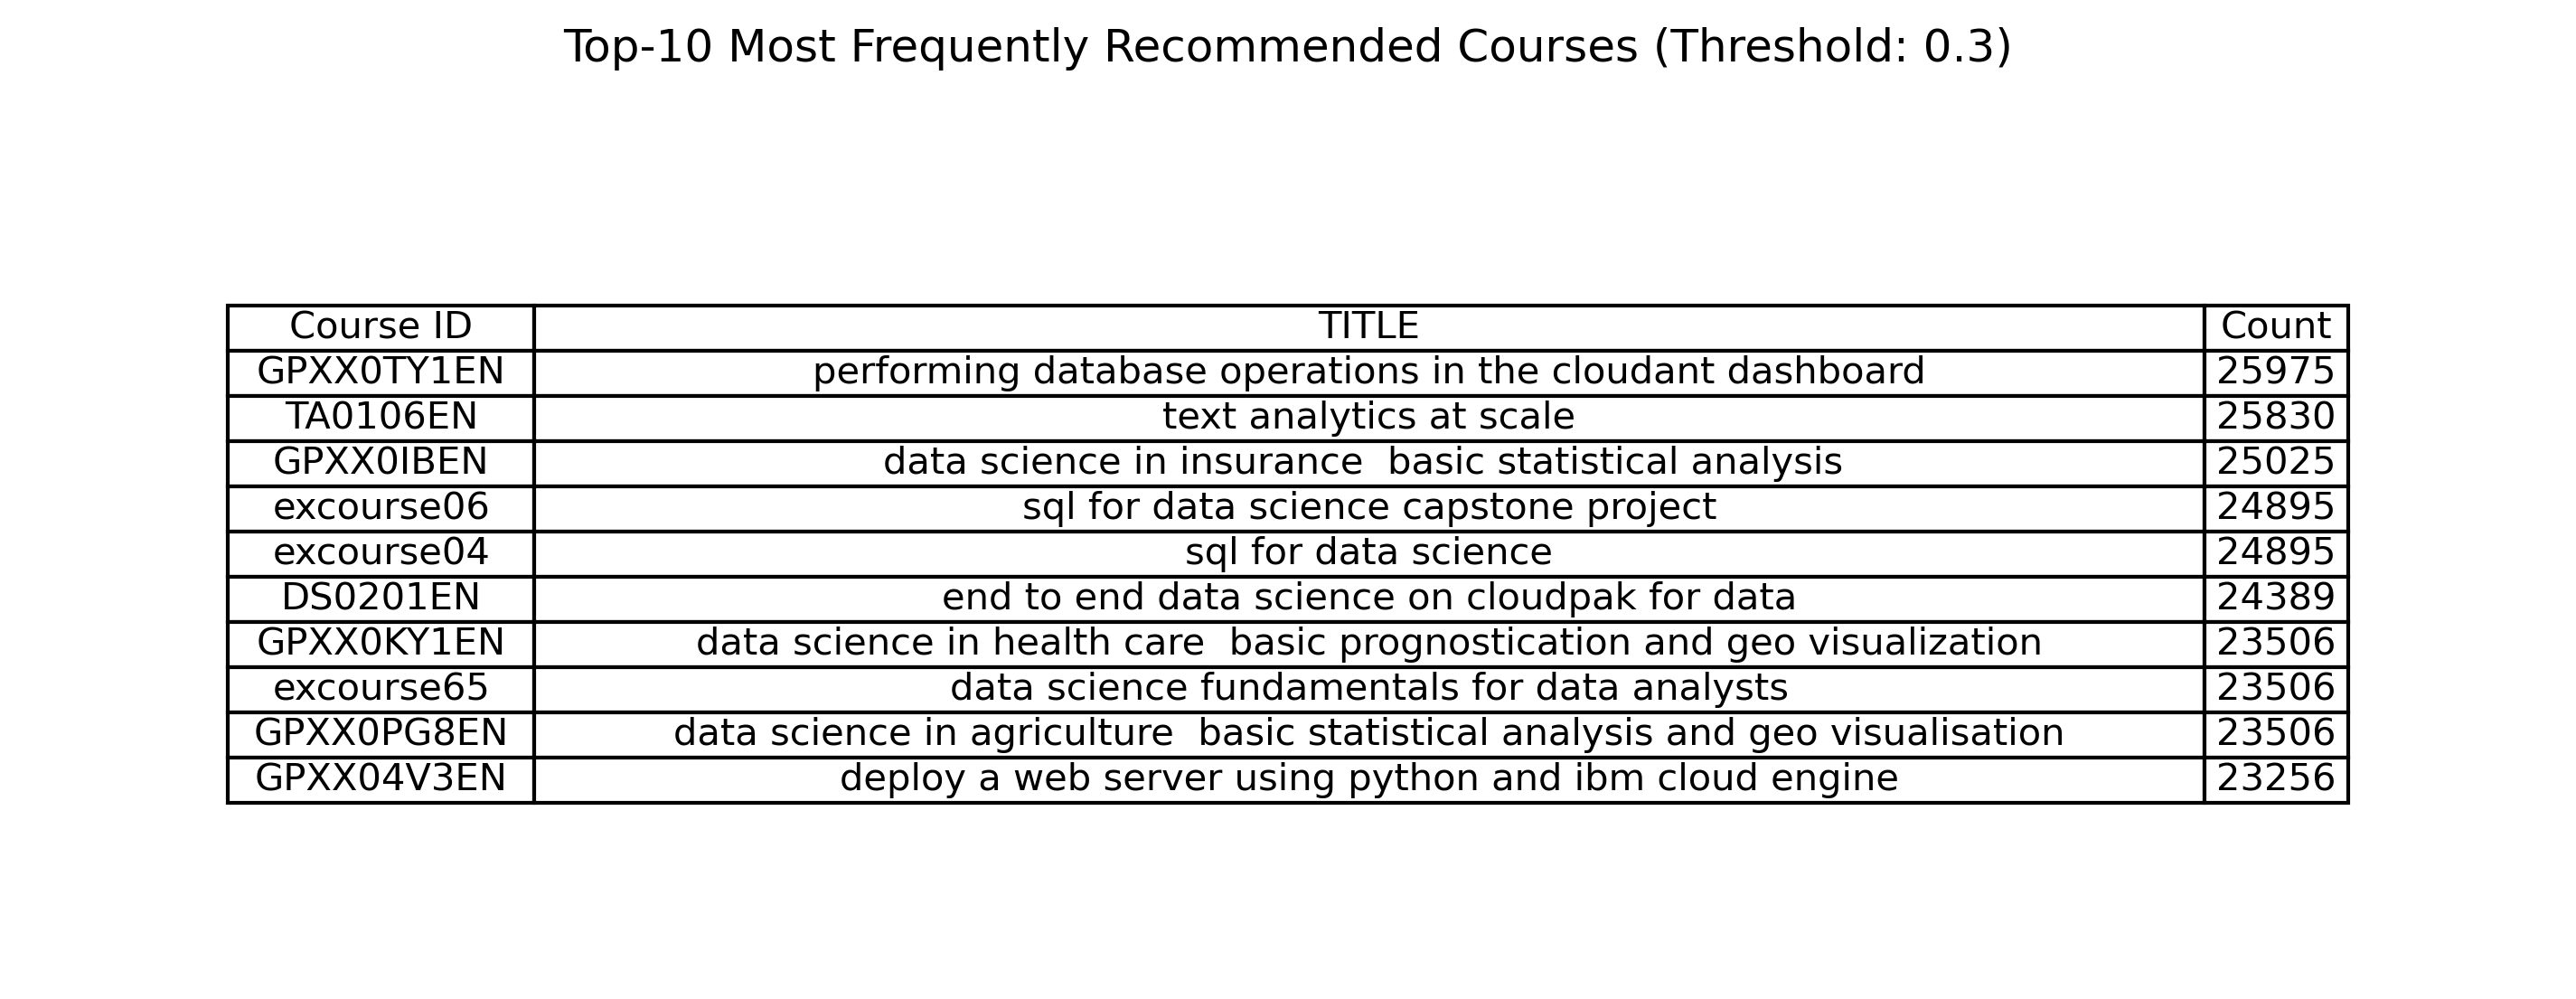 Top-10 Most Frequently Recommended Courses (Threshold: 0.3)
Course ID TITLE Count
GPXX0TY1EN performing database operations in the cloudant dashboard 25975
TA0106EN text analytics at scale 25830
GPXX0IBEN data science in insurance  basic statistical analysis 25025
excourse06 sql for data science capstone project 24895
excourse04 sql for data science 24895
DS0201EN end to end data science on cloudpak for data 24389
GPXX0KY1EN data science in health care  basic prognostication and geo visualization 23506
excourse65 data science fundamentals for data analysts 23506
GPXX0PG8EN data science in agriculture  basic statistical analysis and geo visualisation 23506
GPXX04V3EN deploy a web server using python and ibm cloud engine 23256